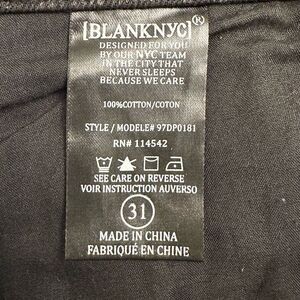 [BLANKNYC]®
DESIGNED FOR YOU
BY OUR NYC TEAM
IN THE CITY THAT
NEVER SLEEPS
BECAUSE WE CARE
100%COTTON/COTON
STYLE / MODELE# 97DP0181
RN# 114542
SEE CARE ON REVERSE
VOIR INSTRUCTION AUVERSO
31
MADE IN CHINA
FABRIQUÉ EN CHINE